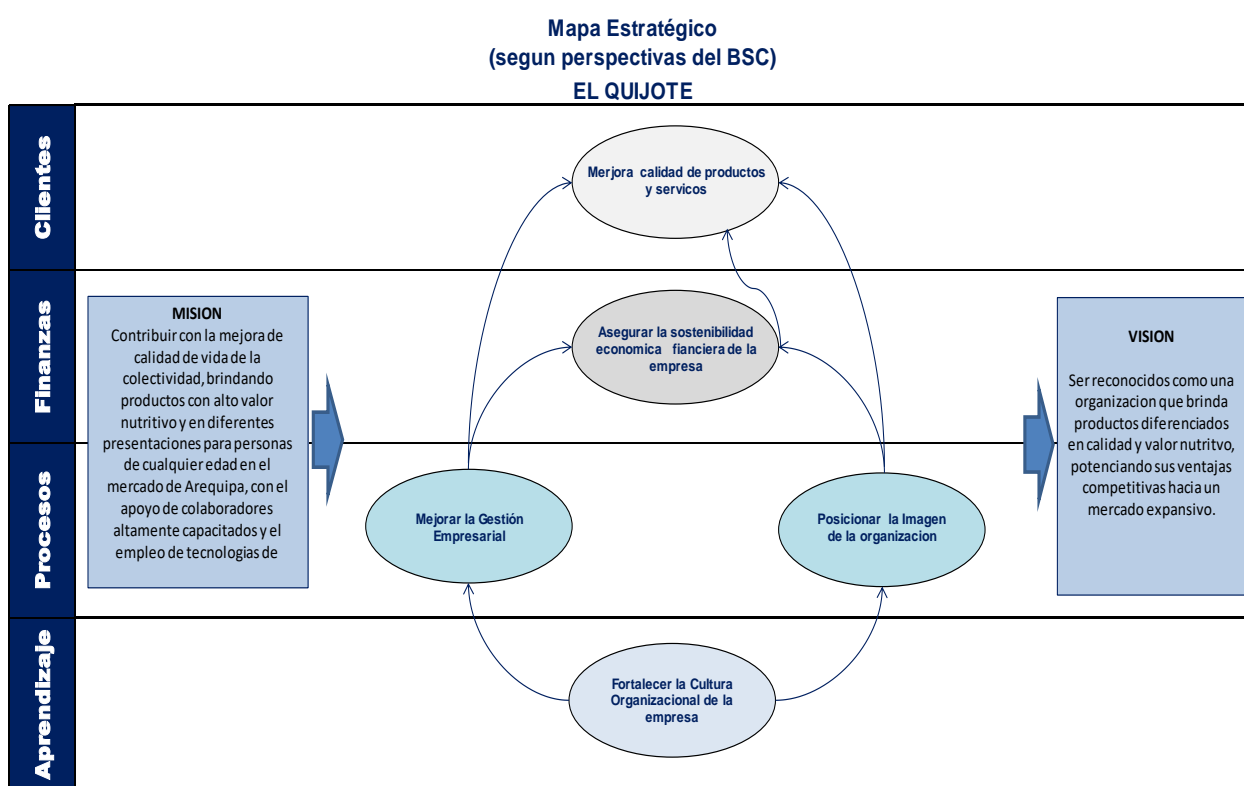 Mapa Estratégico
(segun perspectivas del BSC)
EL QUIJOTE
Clientes
Merjora calidad de productos
y servicos
Finanzas
MISION
Contribuir con la mejora de
calidad de vida de la
colectividad, brindando
productos con alto valor
nutritivo y en diferentes
presentaciones para personas
de cualquier edad en el
mercado de Arequipa, con el
apoyo de colaboradores
altamente capacitados y el
empleo de tecnologias de
Asegurar la sostenibilidad
economica fianciera de la
empresa
VISION
Ser reconocidos como una
organizacion que brinda
productos diferenciados
en calidad y valor nutritvo,
potenciando sus ventajas
competitivas hacia un
mercado expansivo.
Procesos
Mejorar la Gestión
Empresarial
Posicionar la Imagen
de la organizacion
Aprendizaje
Fortalecer la Cultura
Organizacional de la
empresa